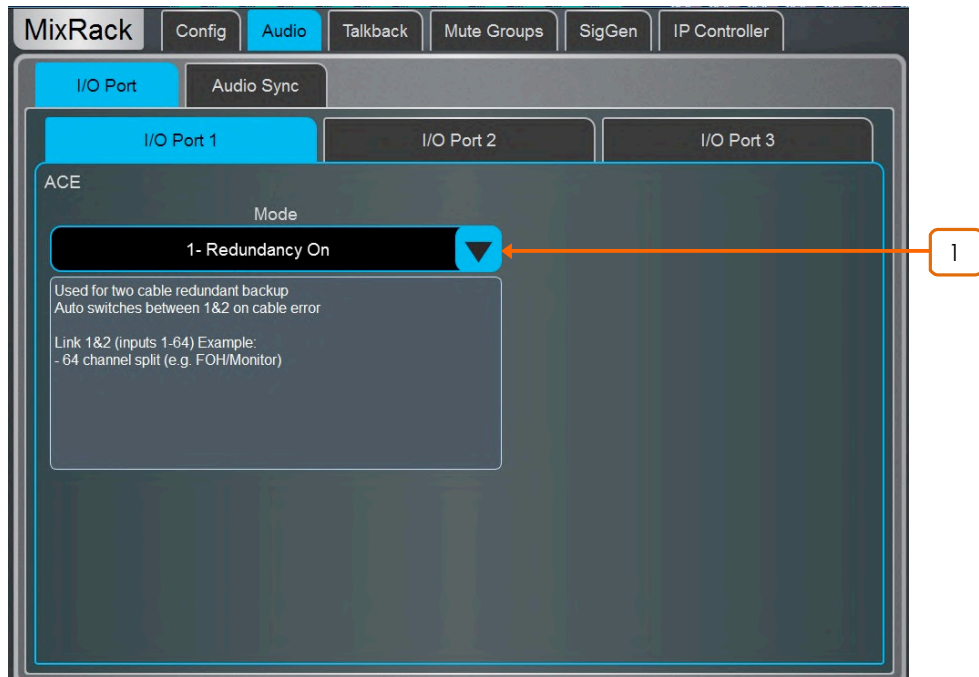 MixRack Config Audio Talkback Mute Groups SigGen IP Controller
I/O Port Audio Sync
I/O Port 1 I/O Port 2 I/O Port 3
ACE
Mode
1- Redundancy On
1
Used for two cable redundant backup
Auto switches between 1&2 on cable error
Link 1&2 (inputs 1-64) Example:
- 64 channel split (e.g. FOH/Monitor)